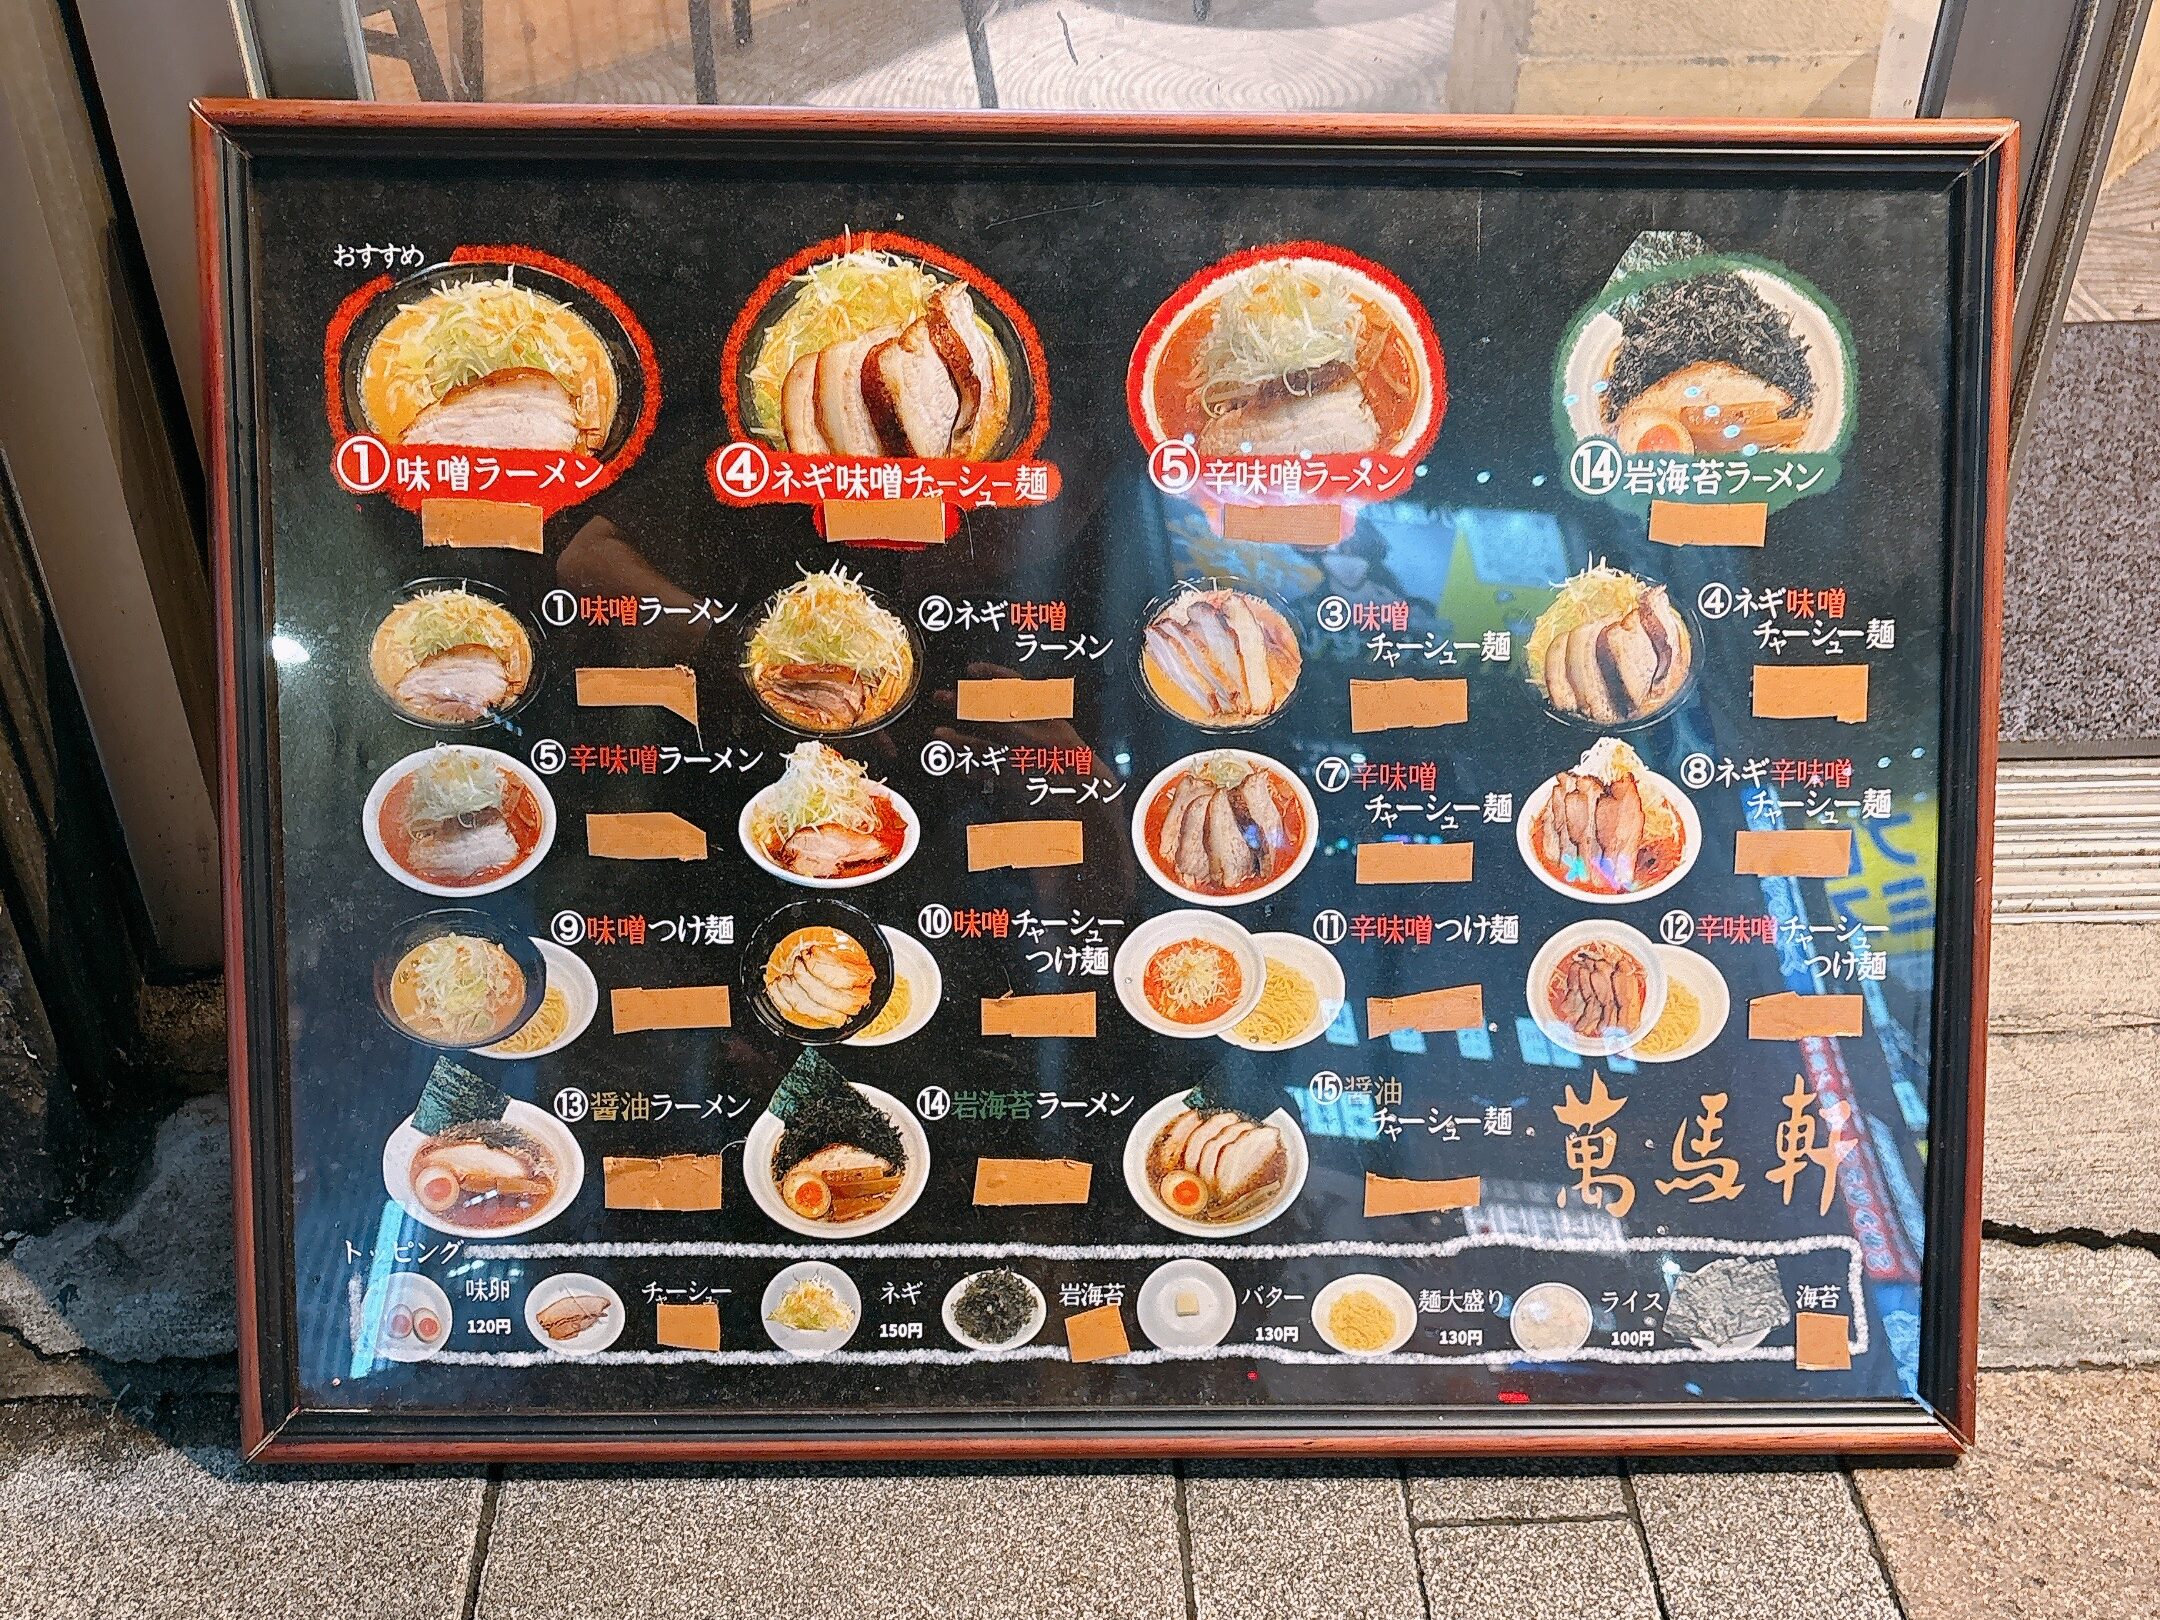 おすすめ
①味噌ラーメン
④ネギ味噌チャーシュー麺
⑤辛味噌ラーメン
⑭岩海苔ラーメン
①味噌ラーメン
②ネギ味噌
ラーメン
③味噌
チャーシュー麺
④ネギ味噌
チャーシュー麺
⑤辛味噌ラーメン
⑥ネギ辛味噌
ラーメン
⑦辛味噌
チャーシュー麺
⑧ネギ辛味噌
チャーシュー麺
⑨味噌つけ麺
⑩味噌チャーシュー
つけ麺
⑪辛味噌つけ麺
⑫辛味噌チャーシュー
つけ麺
⑬醤油ラーメン
⑭岩海苔ラーメン
⑮醤油
チャーシュー麺
萬馬軒
トッピング
味卵
120円
チャーシュー
ネギ
150円
岩海苔
バター
130円
麺大盛り
130円
ライス
100円
海苔